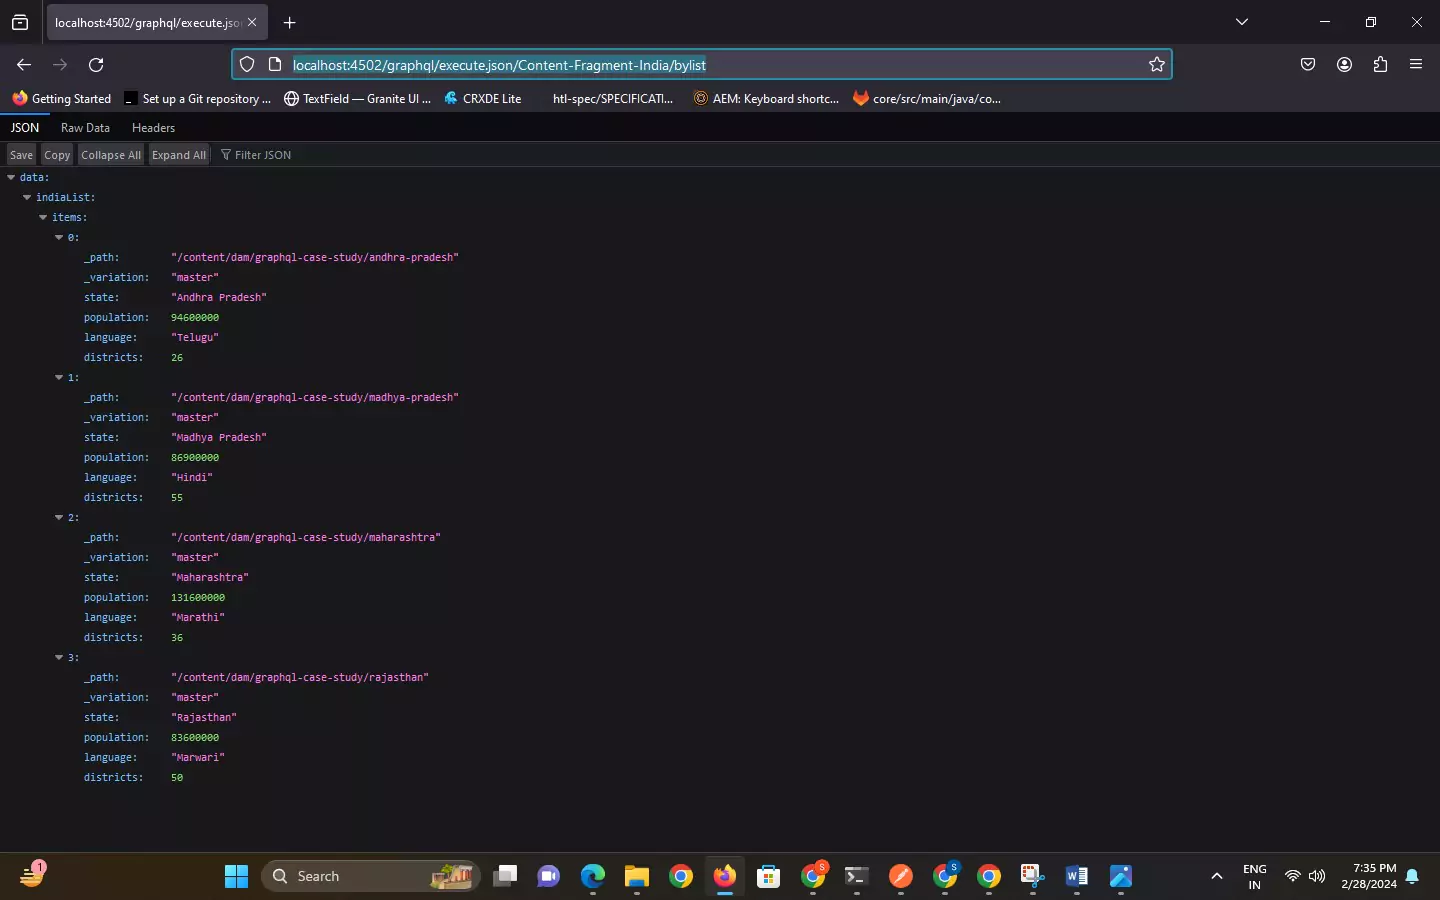 localhost:4502/graphql/execute.jso
localhost:4502/graphql/execute.json/Content-Fragment-India/bylist
Getting Started Set up a Git repository ... TextField — Granite UI ... CRXDE Lite htl-spec/SPECIFICATI... AEM: Keyboard shortc... core/src/main/java/co...
JSON Raw Data Headers
Save Copy Collapse All Expand All Filter JSON
data:
indiaList:
items:
0:
_path: "/content/dam/graphql-case-study/andhra-pradesh"
_variation: "master"
state: "Andhra Pradesh"
population: 94600000
language: "Telugu"
districts: 26
1:
_path: "/content/dam/graphql-case-study/madhya-pradesh"
_variation: "master"
state: "Madhya Pradesh"
population: 86900000
language: "Hindi"
districts: 55
2:
_path: "/content/dam/graphql-case-study/maharashtra"
_variation: "master"
state: "Maharashtra"
population: 131600000
language: "Marathi"
districts: 36
3:
_path: "/content/dam/graphql-case-study/rajasthan"
_variation: "master"
state: "Rajasthan"
population: 83600000
language: "Marwari"
districts: 50
1 Search S S ENG 7:35 PM
IN 2/28/2024